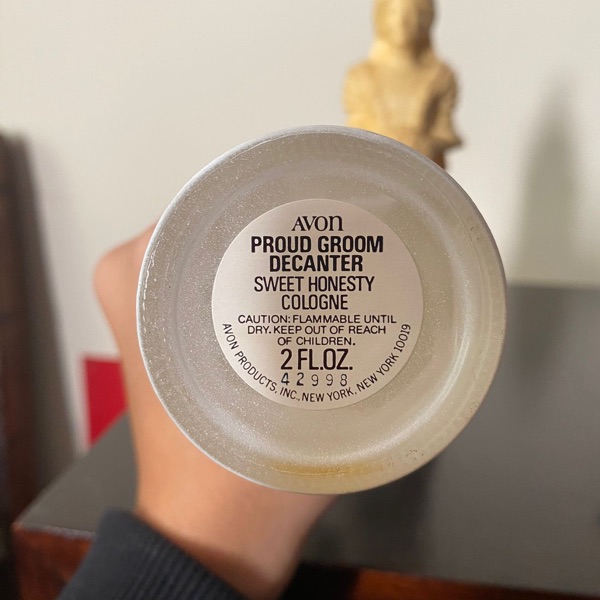 AVON
PROUD GROOM
DECANTER
SWEET HONESTY
COLOGNE
CAUTION: FLAMMABLE UNTIL
DRY. KEEP OUT OF REACH
OF CHILDREN.
2 FL.OZ.
42998
AVON PRODUCTS, INC., NEW YORK, NEW YORK 10019